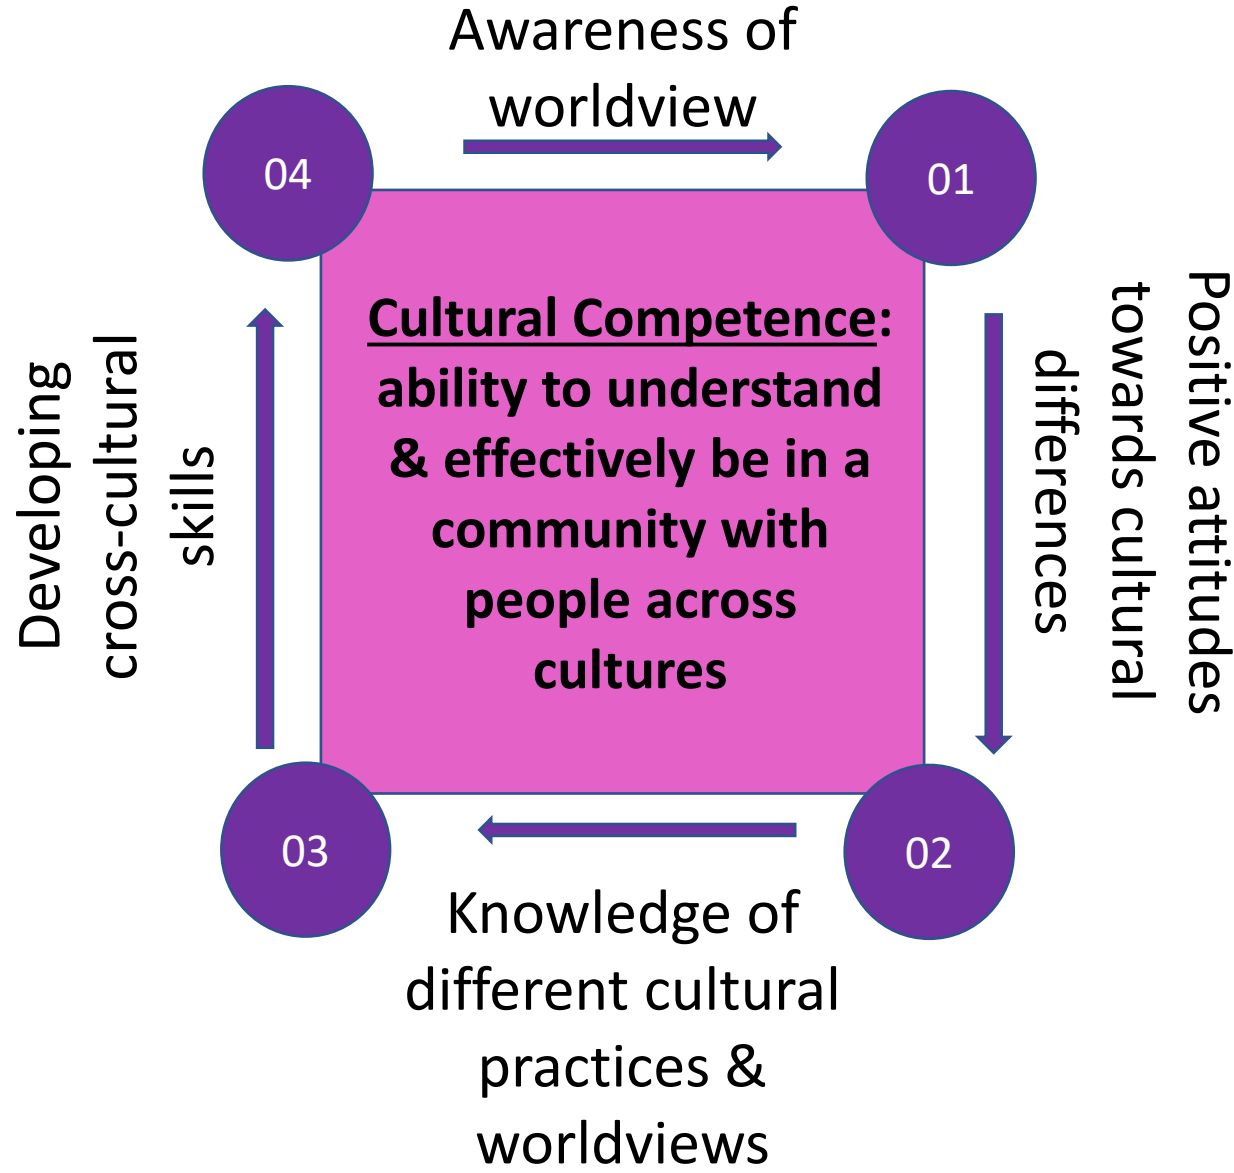 Awareness of
worldview
04
01
Cultural Competence:
ability to understand
& effectively be in a
community with
people across
cultures
Positive attitudes
towards cultural
differences
Developing
cross-cultural
skills
03
02
Knowledge of
different cultural
practices &
worldviews